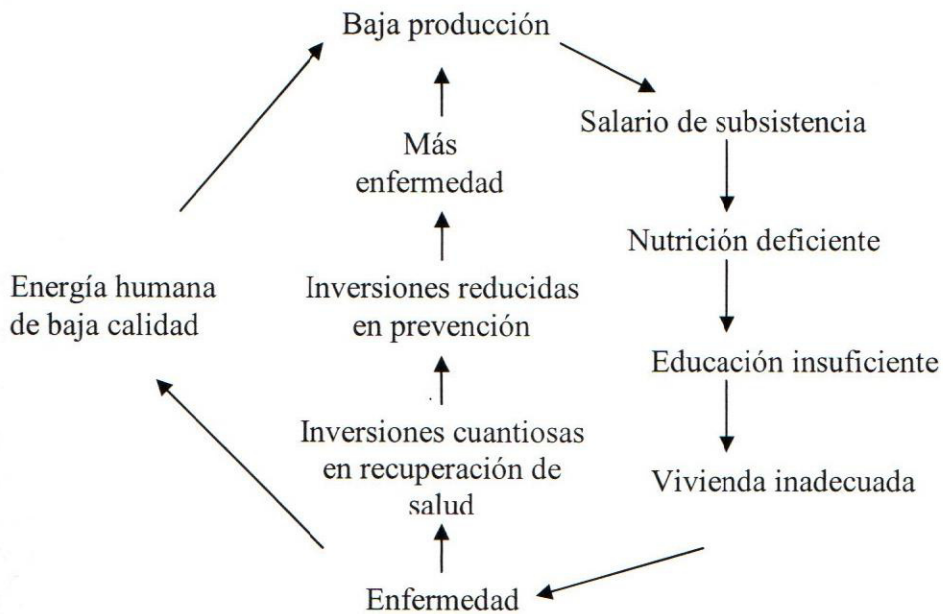 Baja producción
Salario de subsistencia
Más
enfermedad
Nutrición deficiente
Energía humana
de baja calidad
Inversiones reducidas
en prevención
Educación insuficiente
Inversiones cuantiosas
en recuperación de
salud
Vivienda inadecuada
Enfermedad